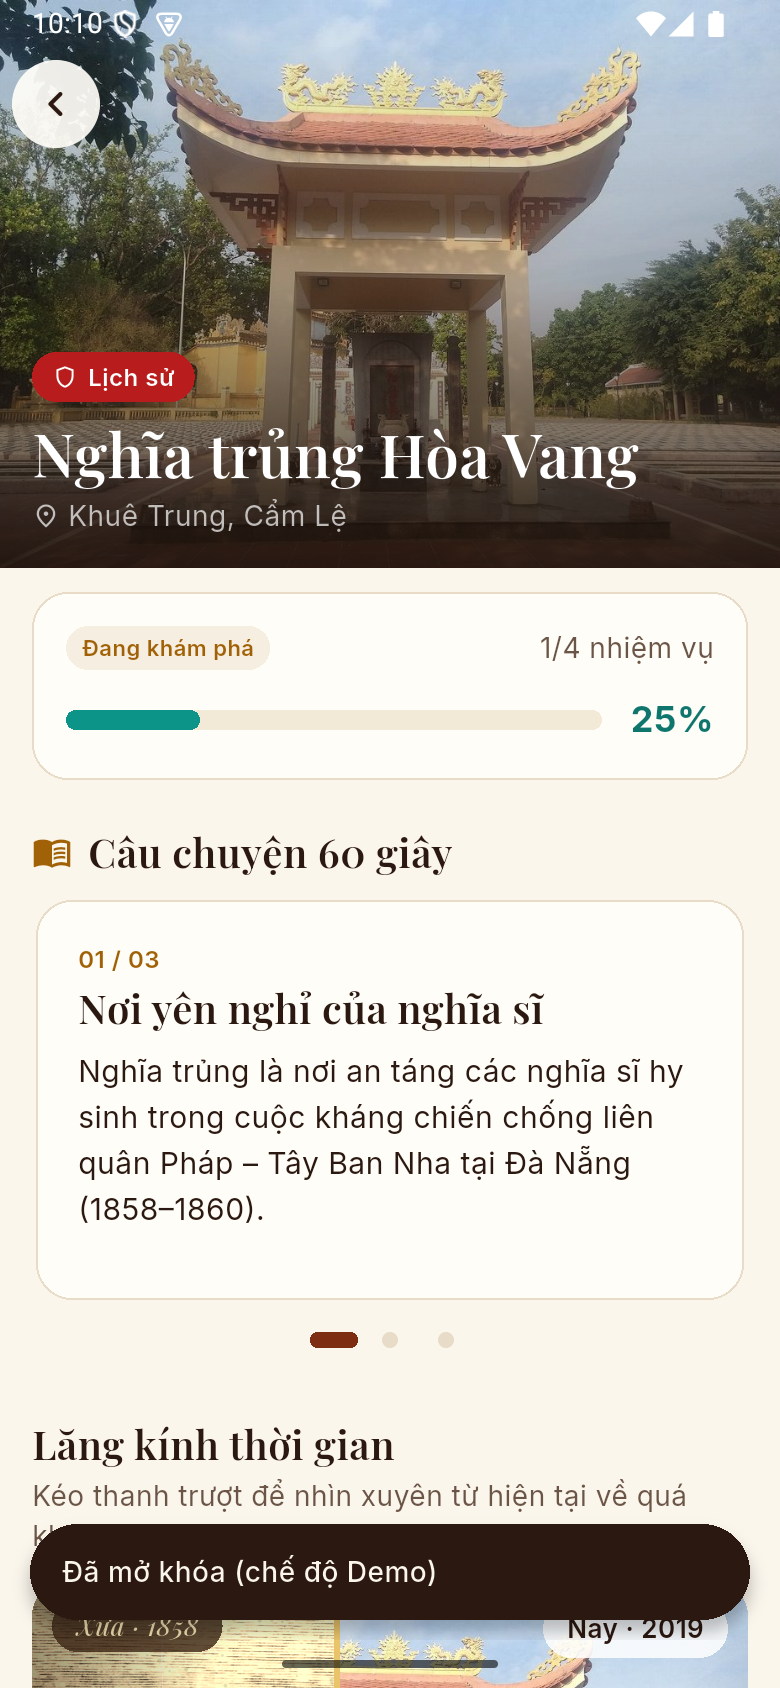 10:10
Lịch sử
Nghĩa trủng Hòa Vang
Khuê Trung, Cẩm Lệ
Đang khám phá
1/4 nhiệm vụ
25%
Câu chuyện 60 giây
01 / 03
Nơi yên nghỉ của nghĩa sĩ
Nghĩa trủng là nơi an táng các nghĩa sĩ hy
sinh trong cuộc kháng chiến chống liên
quân Pháp – Tây Ban Nha tại Đà Nẵng
(1858–1860).
Lăng kính thời gian
Kéo thanh trượt để nhìn xuyên từ hiện tại về quá
Đã mở khóa (chế độ Demo)
Xưa · 1858
Nay · 2019